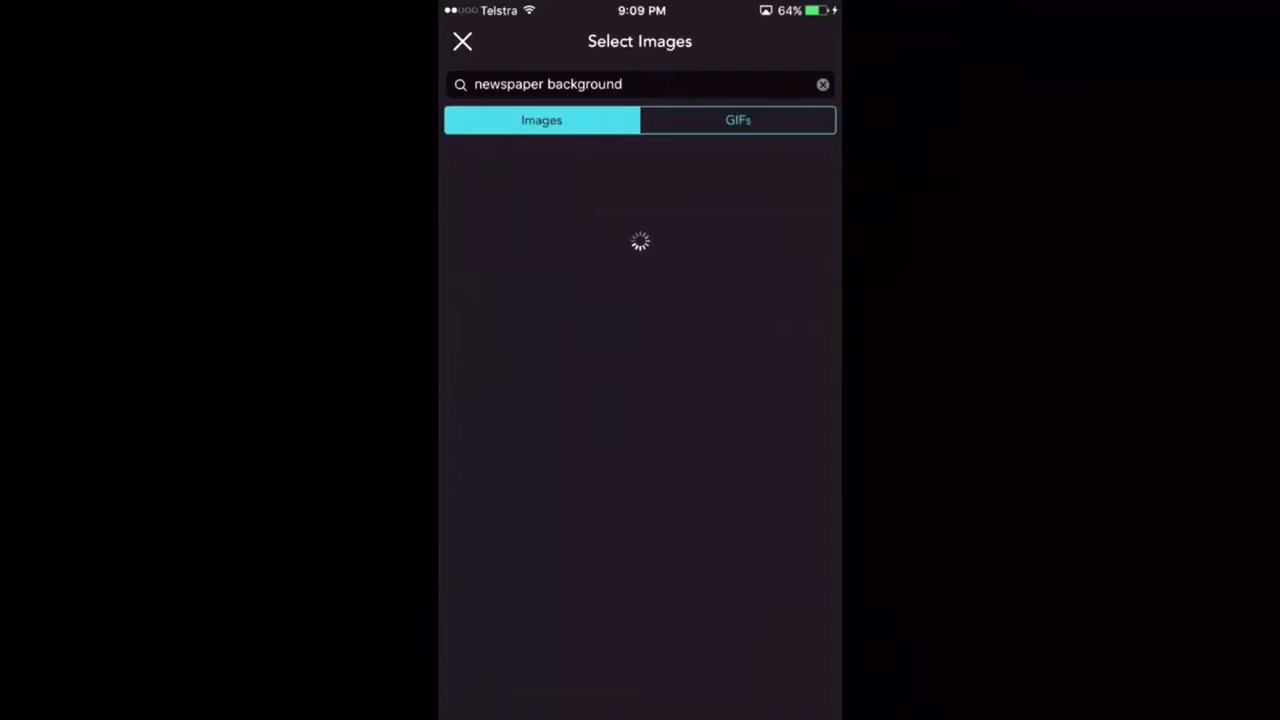 Telstra 9:09 PM 64%
Select Images
newspaper background
Images GIFs